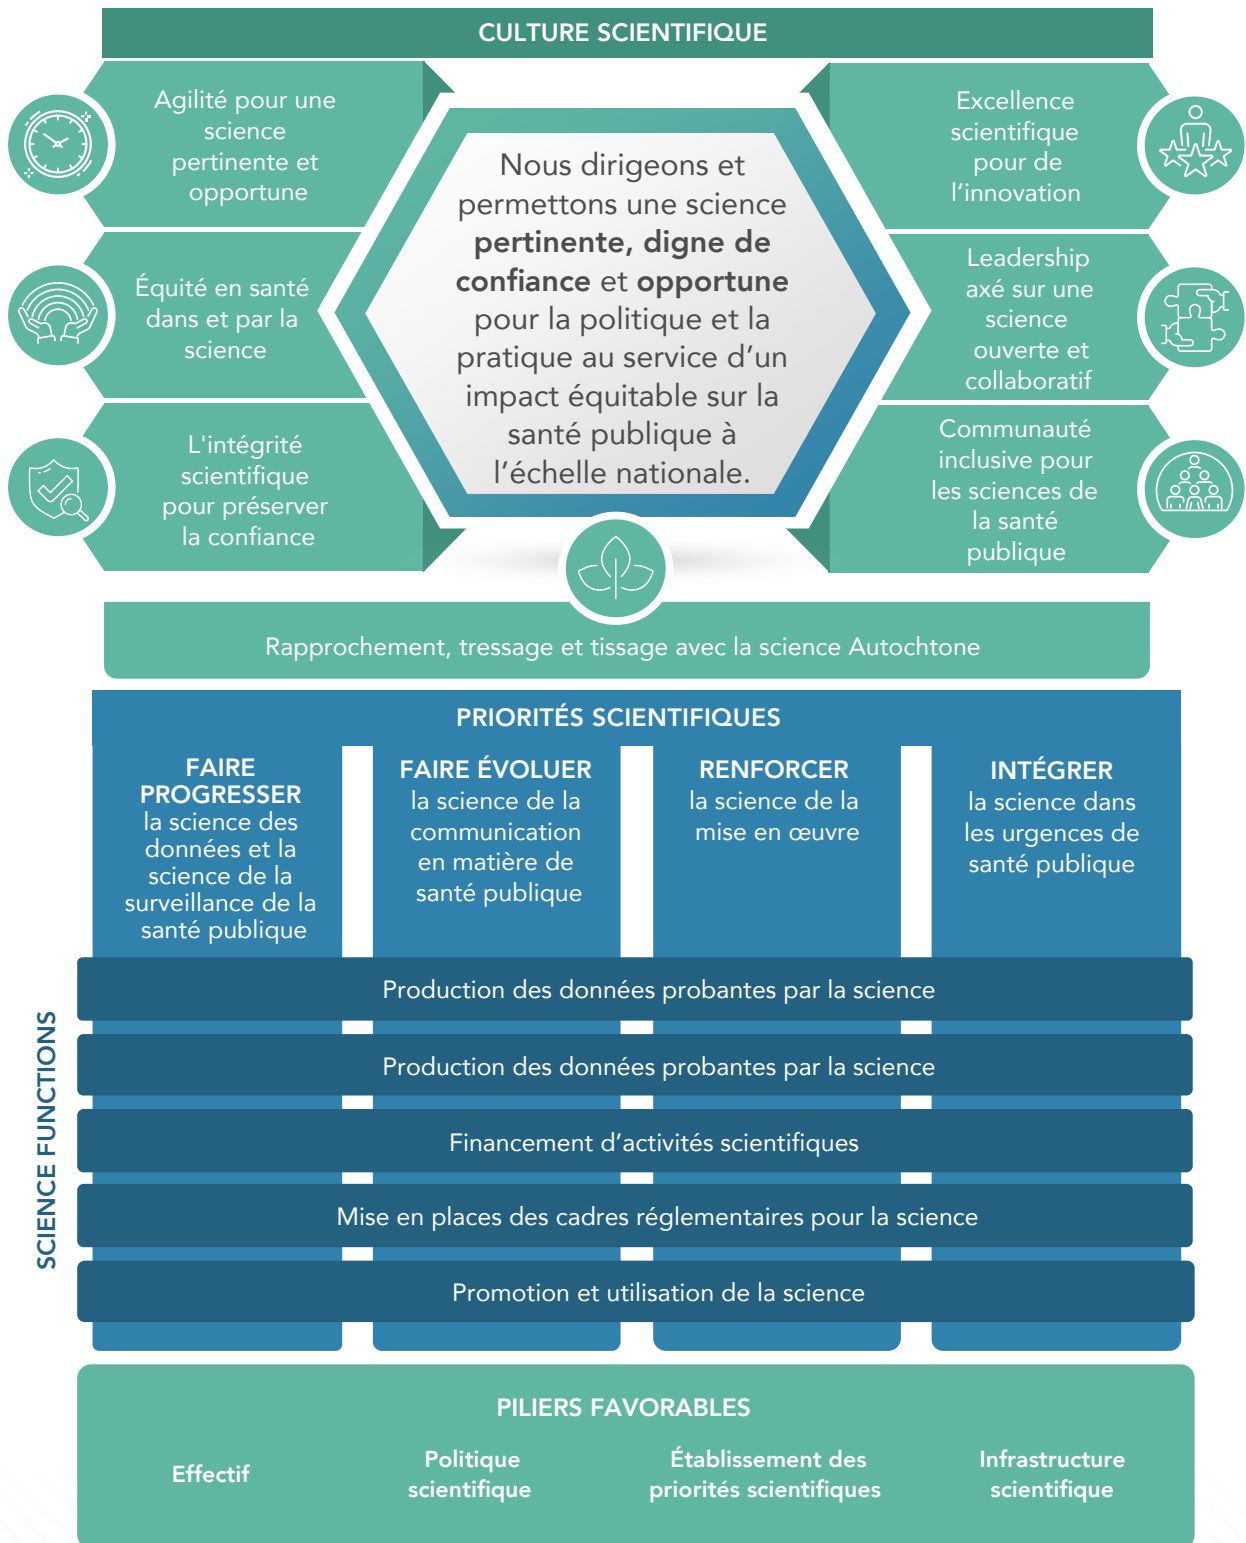 CULTURE SCIENTIFIQUE
Agilité pour une
science
pertinente et
opportune
Équité en santé
dans et par la
science
L'intégrité
scientifique
pour préserver
la confiance
Nous dirigeons et
permettons une science
pertinente, digne de
confiance et opportune
pour la politique et la
pratique au service d’un
impact équitable sur la
santé publique à
l’échelle nationale.
Excellence
scientifique
pour de
l’innovation
Leadership
axé sur une
science
ouverte et
collaboratif
Communauté
inclusive pour
les sciences de
la santé
publique
Rapprochement, tressage et tissage avec la science Autochtone
PRIORITÉS SCIENTIFIQUES
FAIRE
PROGRESSER
la science des
données et la
science de la
surveillance de la
santé publique
FAIRE ÉVOLUER
la science de la
communication
en matière de
santé publique
RENFORCER
la science de la
mise en œuvre
INTÉGRER
la science dans
les urgences de
santé publique
SCIENCE FUNCTIONS
Production des données probantes par la science
Production des données probantes par la science
Financement d’activités scientifiques
Mise en places des cadres réglementaires pour la science
Promotion et utilisation de la science
PILIERS FAVORABLES
Effectif
Politique
scientifique
Établissement des
priorités scientifiques
Infrastructure
scientifique